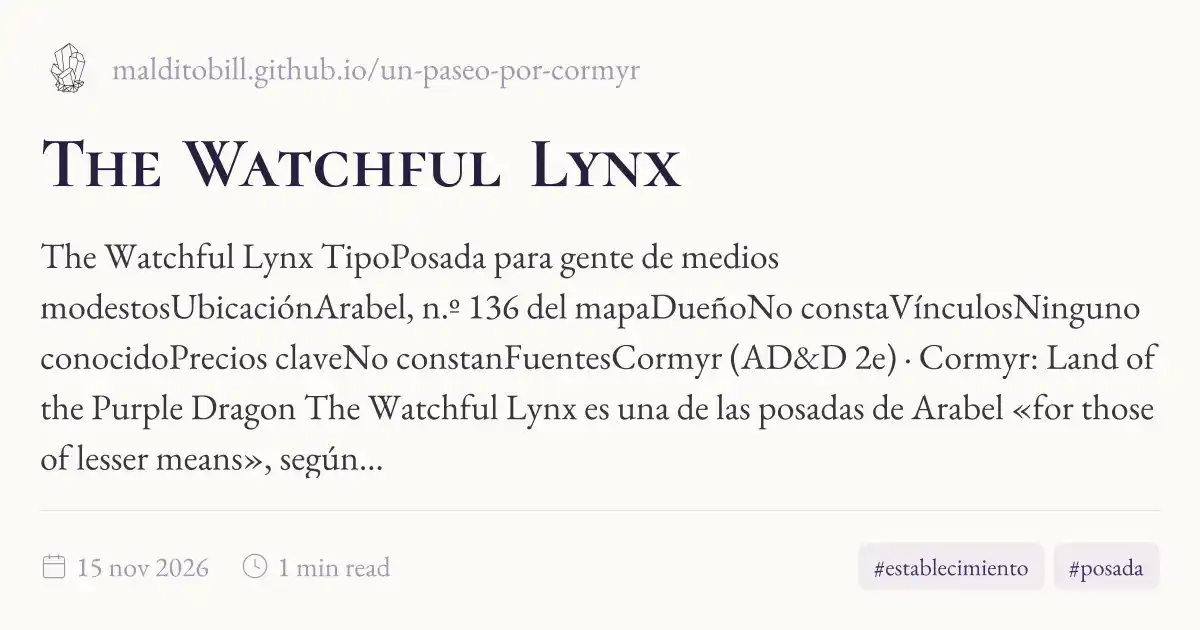 malditobill.github.io/un-paseo-por-cormyr
The Watchful Lynx
The Watchful Lynx TipoPosada para gente de medios
modestosUbicaciónArabel, n.º 136 del mapaDueñoNo constaVínculosNinguno
conocidoPrecios claveNo constanFuentesCormyr (AD&D 2e) · Cormyr: Land of
the Purple Dragon The Watchful Lynx es una de las posadas de Arabel «for those
of lesser means», según...
15 nov 2026 1 min read #establecimiento #posada